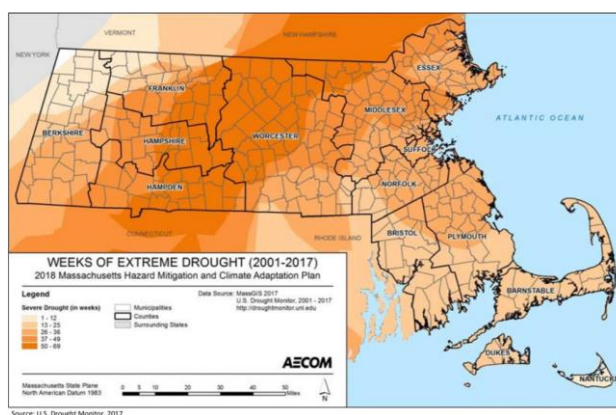 VERMONT
NEW HAMPSHIRE
NEW YORK
ESSEX
FRANKLIN
MIDDLESEX
ATLANTIC OCEAN
BERKSHIRE
HAMPSHIRE
WORCESTER
SUFFOLK
HAMPDEN
NORFOLK
CONNECTICUT
RHODE ISLAND
BRISTOL
PLYMOUTH
BARNSTABLE
DUKES
NANTUCKET
WEEKS OF EXTREME DROUGHT (2001-2017)
2018 Massachusetts Hazard Mitigation and Climate Adaptation Plan
Legend
Severe Drought (in weeks)
1 - 12
13 - 25
26 - 36
37 - 49
50 - 69
Municipalities
Counties
Surrounding States
Data Source: MassGIS 2017
U.S. Drought Monitor, 2001 - 2017
http://droughtmonitor.unl.edu
AECOM
Massachusetts State Plane
North American Datum 1983
0 5 10 20 30 40 50
Miles
N
Source: U.S. Drought Monitor, 2017